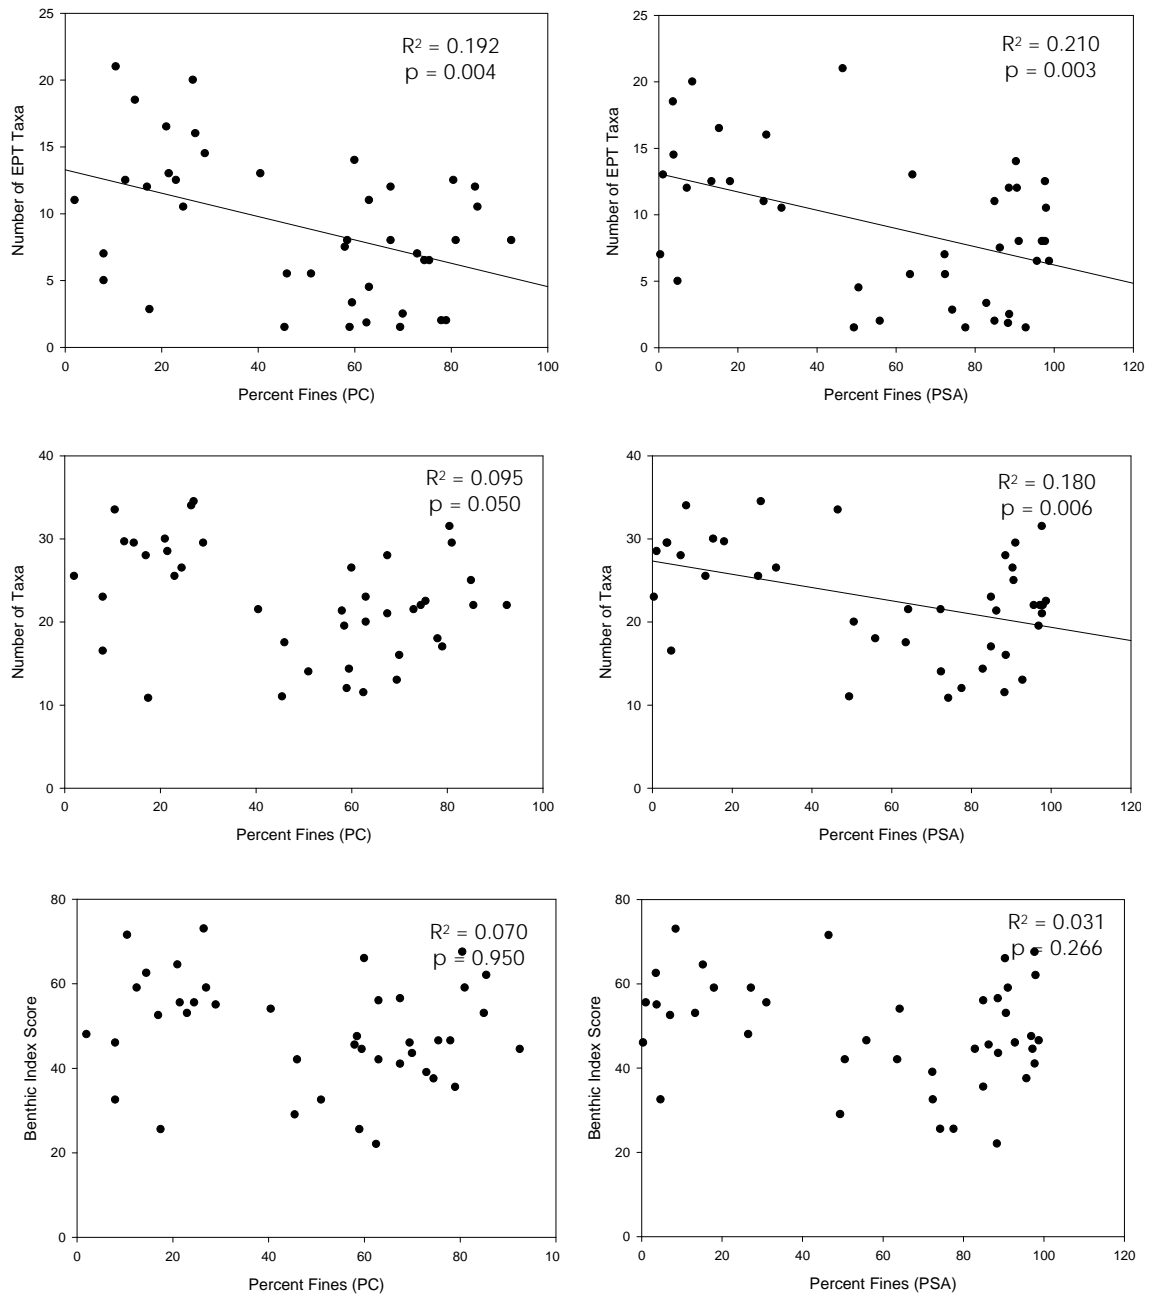 25
20
15
10
5
0
Number of EPT Taxa
R² = 0.192
p = 0.004
0 20 40 60 80 100
Percent Fines (PC)
25
20
15
10
5
0
Number of EPT Taxa
R² = 0.210
p = 0.003
0 20 40 60 80 100 120
Percent Fines (PSA)
40
30
20
10
0
Number of Taxa
R² = 0.095
p = 0.050
0 20 40 60 80 100
Percent Fines (PC)
40
30
20
10
0
Number of Taxa
R² = 0.180
p = 0.006
0 20 40 60 80 100 120
Percent Fines (PSA)
80
60
40
20
0
Benthic Index Score
R² = 0.070
p = 0.950
0 20 40 60 80 10
Percent Fines (PC)
80
60
40
20
0
Benthic Index Score
R² = 0.031
p = 0.266
0 20 40 60 80 100 120
Percent Fines (PSA)